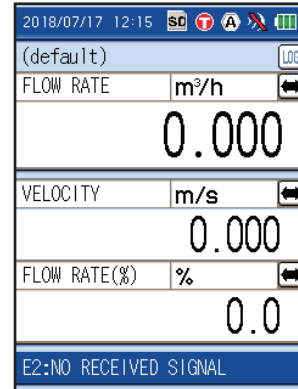 2018/07/17 12:15 SD T A
(default) LOG
FLOW RATE m³/h
0.000
VELOCITY m/s
0.000
FLOW RATE(%) %
0.0
E2:NO RECEIVED SIGNAL